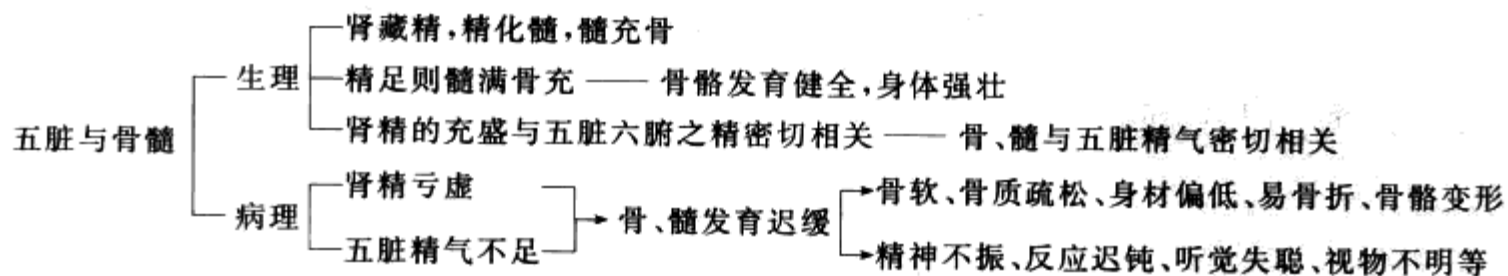 肾藏精,精化髓,髓充骨
生理
精足则髓满骨充 —— 骨骼发育健全,身体强壮
五脏与骨髓
肾精的充盛与五脏六腑之精密切相关 —— 骨、髓与五脏精气密切相关
肾精亏虚
骨软、骨质疏松、身材偏低、易骨折、骨骼变形
病理
骨、髓发育迟缓
五脏精气不足
精神不振、反应迟钝、听觉失聪、视物不明等